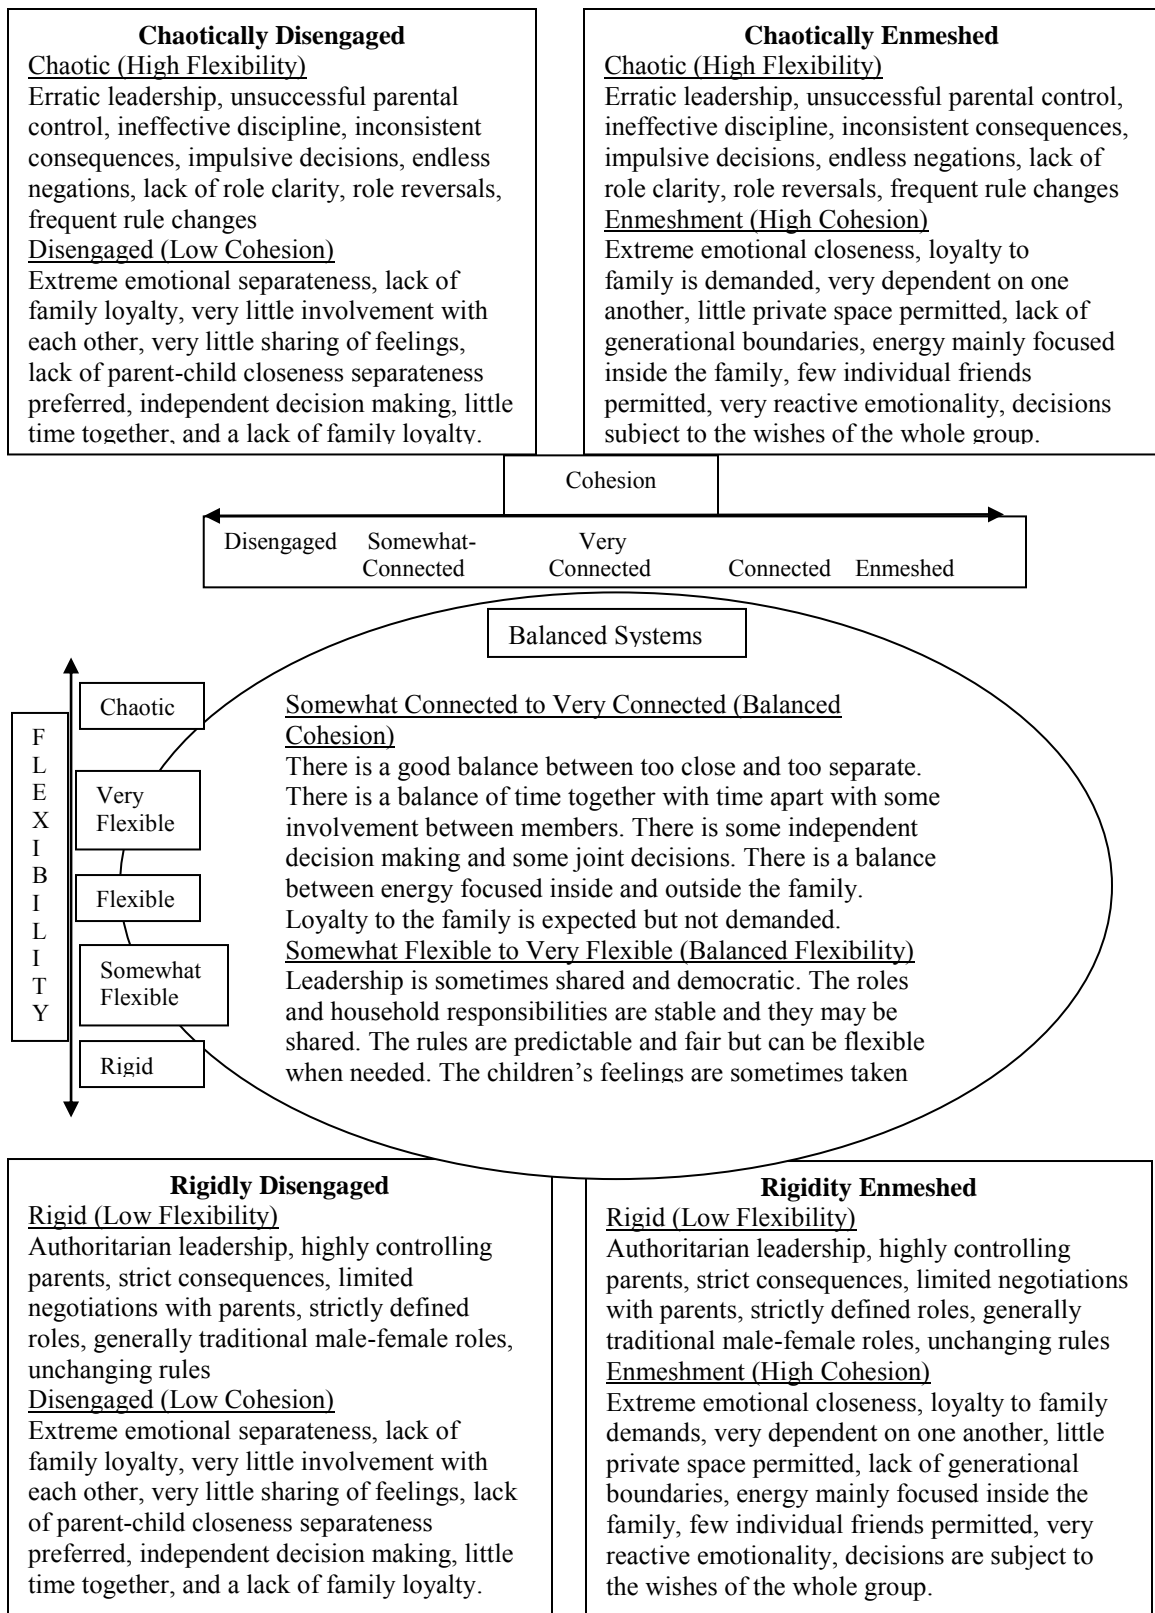 Chaotically Disengaged
Chaotic (High Flexibility)
Erratic leadership, unsuccessful parental
control, ineffective discipline, inconsistent
consequences, impulsive decisions, endless
negations, lack of role clarity, role reversals,
frequent rule changes
Disengaged (Low Cohesion)
Extreme emotional separateness, lack of
family loyalty, very little involvement with
each other, very little sharing of feelings,
lack of parent-child closeness separateness
preferred, independent decision making, little
time together, and a lack of family loyalty.
Chaotically Enmeshed
Chaotic (High Flexibility)
Erratic leadership, unsuccessful parental control,
ineffective discipline, inconsistent consequences,
impulsive decisions, endless negations, lack of
role clarity, role reversals, frequent rule changes
Enmeshment (High Cohesion)
Extreme emotional closeness, loyalty to
family is demanded, very dependent on one
another, little private space permitted, lack of
generational boundaries, energy mainly focused
inside the family, few individual friends
permitted, very reactive emotionality, decisions
subject to the wishes of the whole group.
Cohesion
Disengaged
Somewhat-
Connected
Very
Connected
Connected
Enmeshed
Balanced Systems
FLEXIBILITY
Chaotic
Very
Flexible
Flexible
Somewhat
Flexible
Rigid
Somewhat Connected to Very Connected (Balanced
Cohesion)
There is a good balance between too close and too separate.
There is a balance of time together with time apart with some
involvement between members. There is some independent
decision making and some joint decisions. There is a balance
between energy focused inside and outside the family.
Loyalty to the family is expected but not demanded.
Somewhat Flexible to Very Flexible (Balanced Flexibility)
Leadership is sometimes shared and democratic. The roles
and household responsibilities are stable and they may be
shared. The rules are predictable and fair but can be flexible
when needed. The children’s feelings are sometimes taken
Rigidly Disengaged
Rigid (Low Flexibility)
Authoritarian leadership, highly controlling
parents, strict consequences, limited
negotiations with parents, strictly defined
roles, generally traditional male-female roles,
unchanging rules
Disengaged (Low Cohesion)
Extreme emotional separateness, lack of
family loyalty, very little involvement with
each other, very little sharing of feelings, lack
of parent-child closeness separateness
preferred, independent decision making, little
time together, and a lack of family loyalty.
Rigidity Enmeshed
Rigid (Low Flexibility)
Authoritarian leadership, highly controlling
parents, strict consequences, limited negotiations
with parents, strictly defined roles, generally
traditional male-female roles, unchanging rules
Enmeshment (High Cohesion)
Extreme emotional closeness, loyalty to family
demands, very dependent on one another, little
private space permitted, lack of generational
boundaries, energy mainly focused inside the
family, few individual friends permitted, very
reactive emotionality, decisions are subject to
the wishes of the whole group.